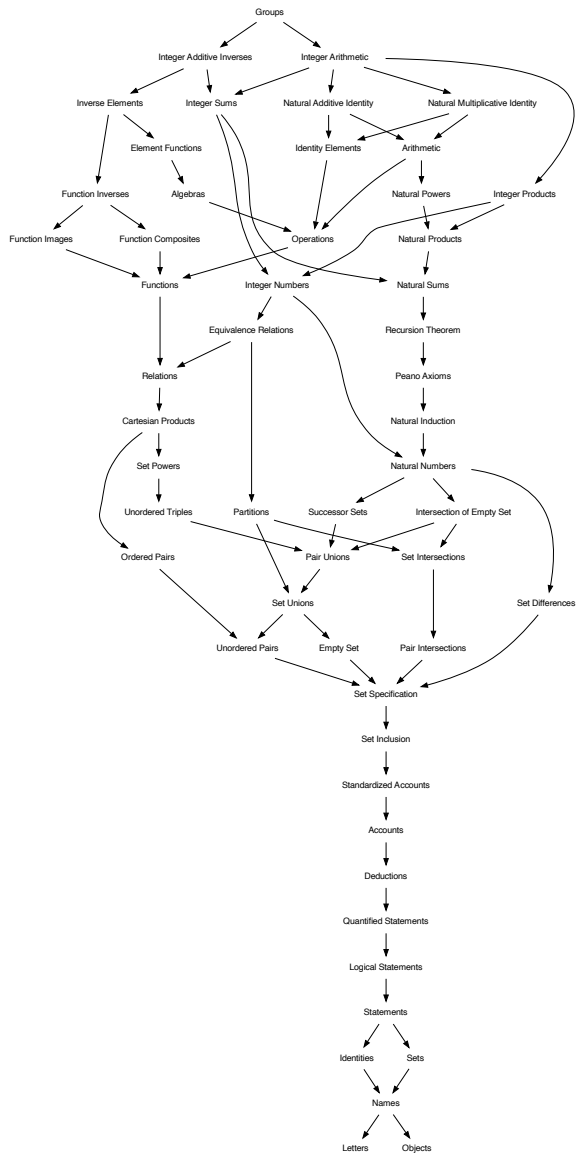 Groups
Integer Additive Inverses
Integer Arithmetic
Inverse Elements
Integer Sums
Natural Additive Identity
Natural Multiplicative Identity
Element Functions
Identity Elements
Arithmetic
Function Inverses
Algebras
Natural Powers
Integer Products
Function Images
Function Composites
Operations
Natural Products
Functions
Integer Numbers
Natural Sums
Equivalence Relations
Recursion Theorem
Relations
Peano Axioms
Cartesian Products
Natural Induction
Set Powers
Natural Numbers
Unordered Triples
Partitions
Successor Sets
Intersection of Empty Set
Ordered Pairs
Pair Unions
Set Intersections
Set Unions
Set Differences
Unordered Pairs
Empty Set
Pair Intersections
Set Specification
Set Inclusion
Standardized Accounts
Accounts
Deductions
Quantified Statements
Logical Statements
Statements
Identities
Sets
Names
Letters
Objects